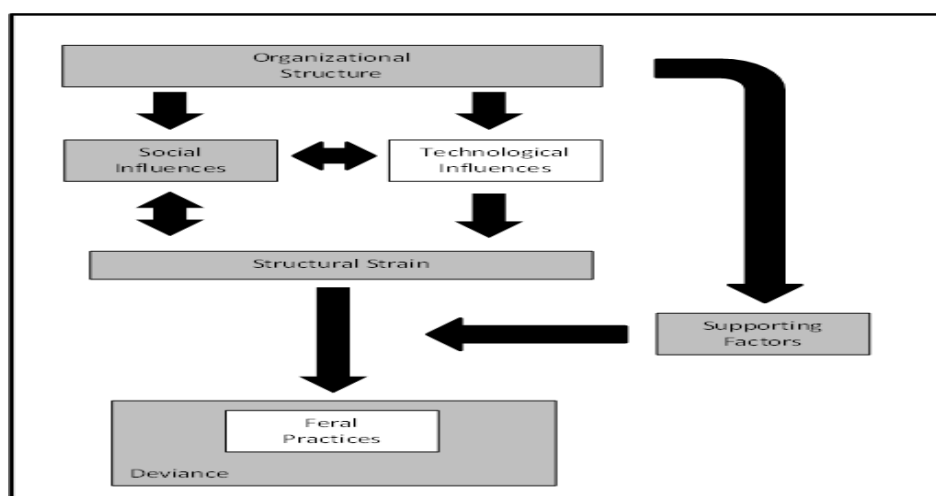 Organizational
Structure
Social
Influences
Technological
Influences
Structural Strain
Supporting
Factors
Feral
Practices
Deviance